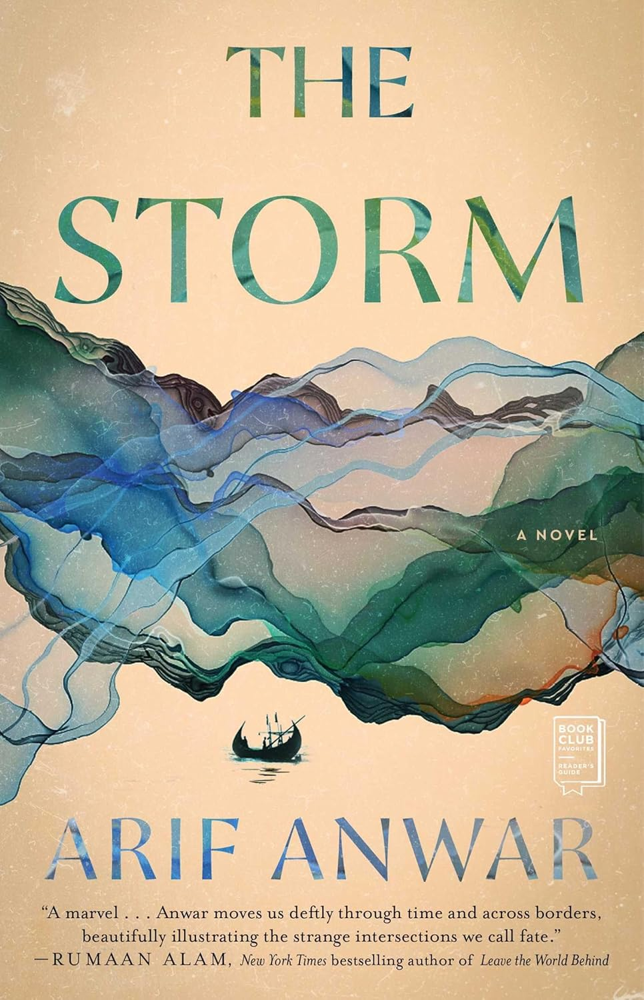 THE
STORM
A NOVEL
BOOK
CLUB
FAVORITES
READER'S
GUIDE
ARIF ANWAR
“A marvel . . . Anwar moves us deftly through time and across borders,
beautifully illustrating the strange intersections we call fate.”
—RUMAAN ALAM, New York Times bestselling author of Leave the World Behind